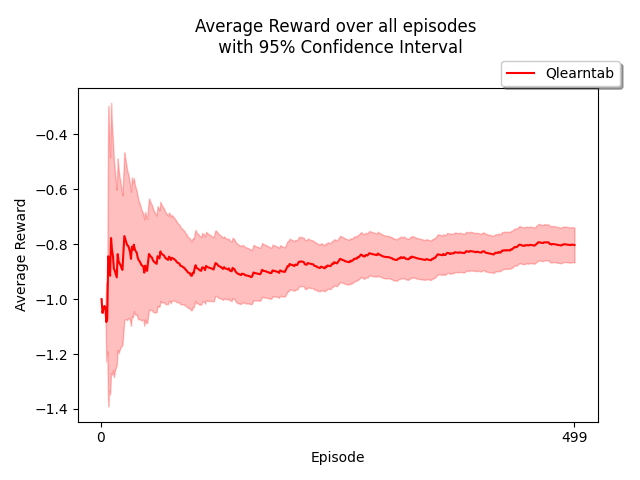 Average Reward over all episodes
with 95% Confidence Interval
Qlearntab
Average Reward
−0.4
−0.6
−0.8
−1.0
−1.2
−1.4
0
499
Episode